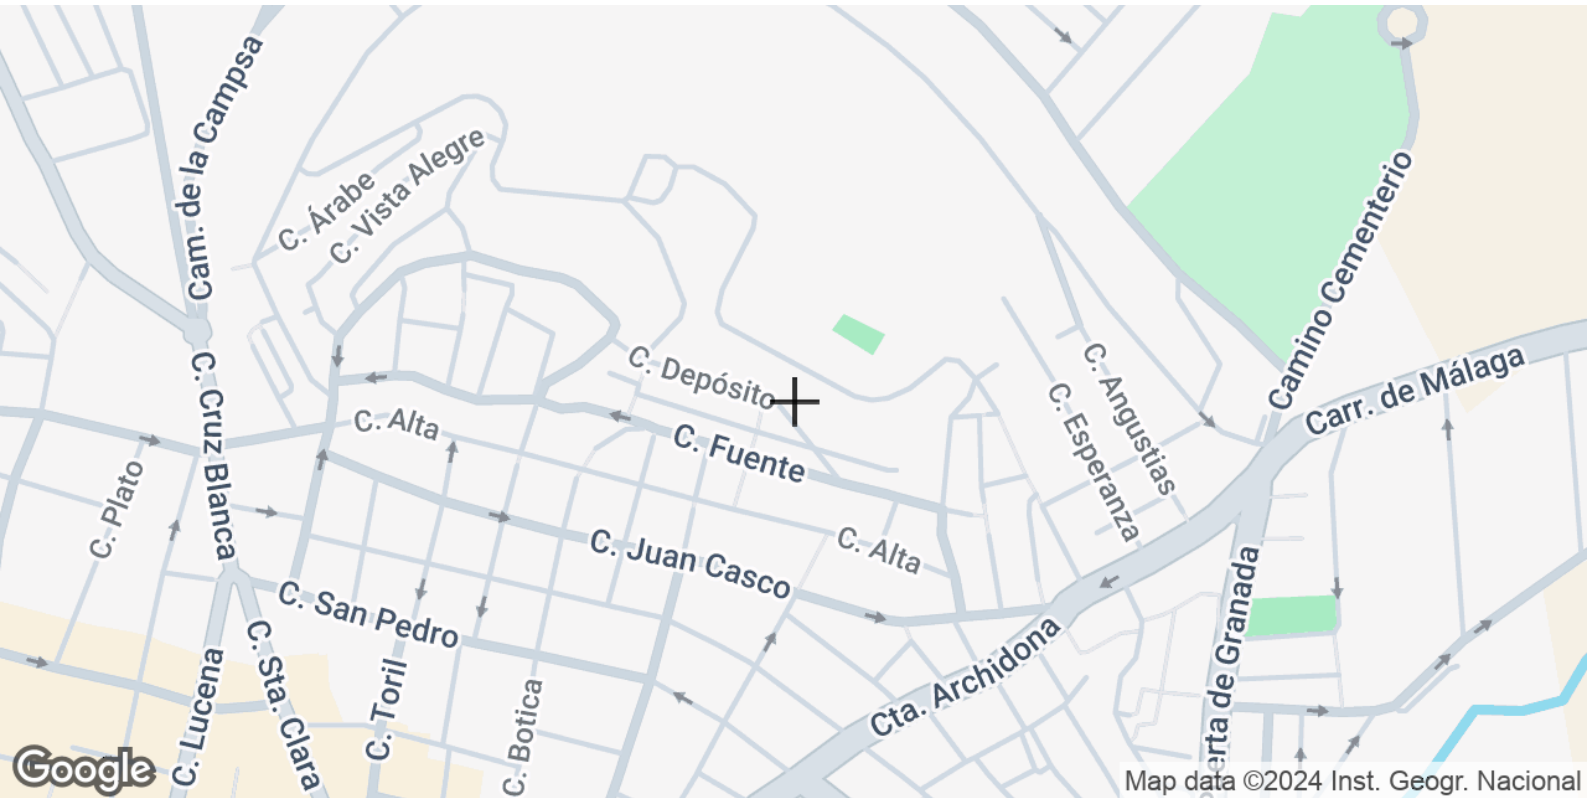 Cam. de la Campsa
C. Árabe
C. Vista Alegre
Camino Cementerio
C. Depósito
C. Angustias
C. Esperanza
Carr. de Málaga
C. Cruz Blanca
C. Alta
C. Fuente
C. Plato
C. Juan Casco
C. Alta
C. San Pedro
erta de Granada
C. Lucena
C. Sta. Clara
C. Toril
C. Botica
Cta. Archidona
Google
Map data ©2024 Inst. Geogr. Nacional